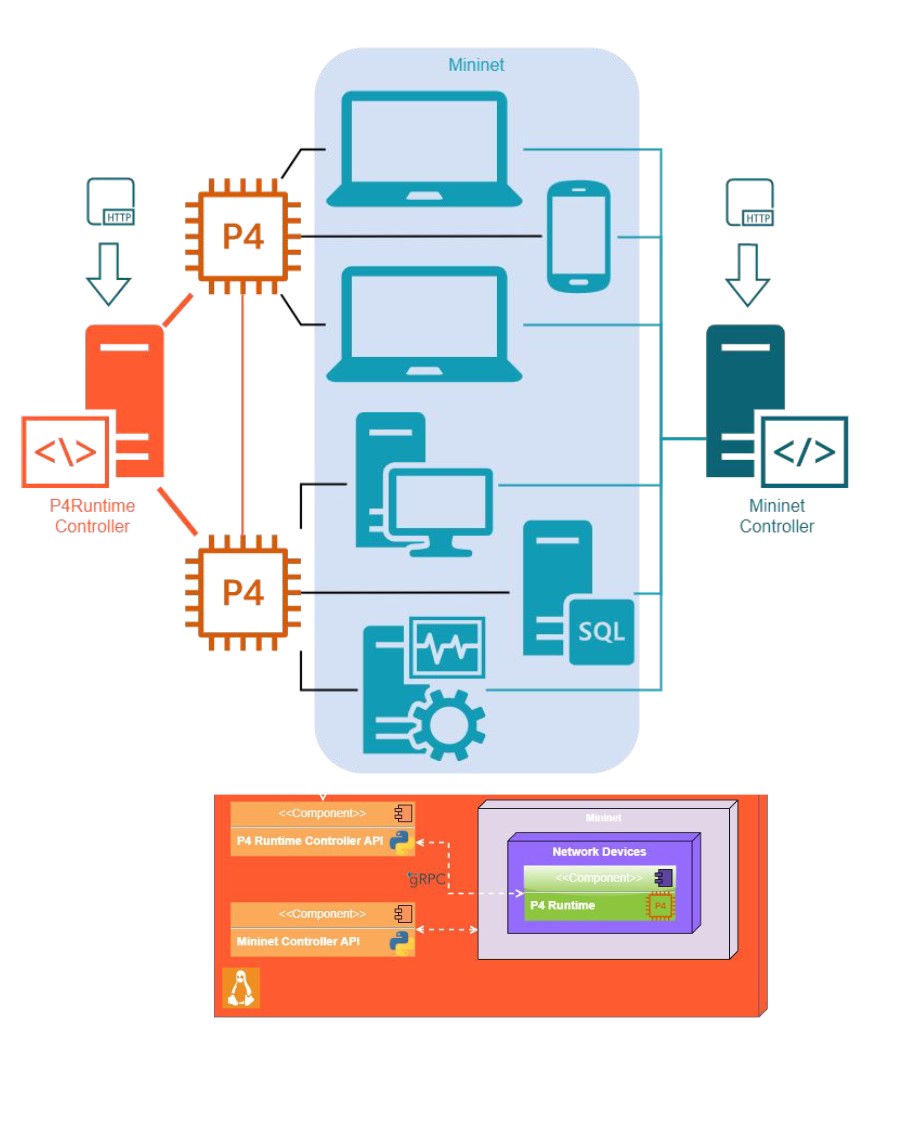 Mininet
HTTP
HTTP
P4
<\>
</>
P4Runtime
Controller
Mininet
Controller
P4
SQL
<<Component>>
P4 Runtime Controller API
gRPC
<<Component>>
Mininet Controller API
Mininet
Network Devices
<<Component>>
P4 Runtime
P4